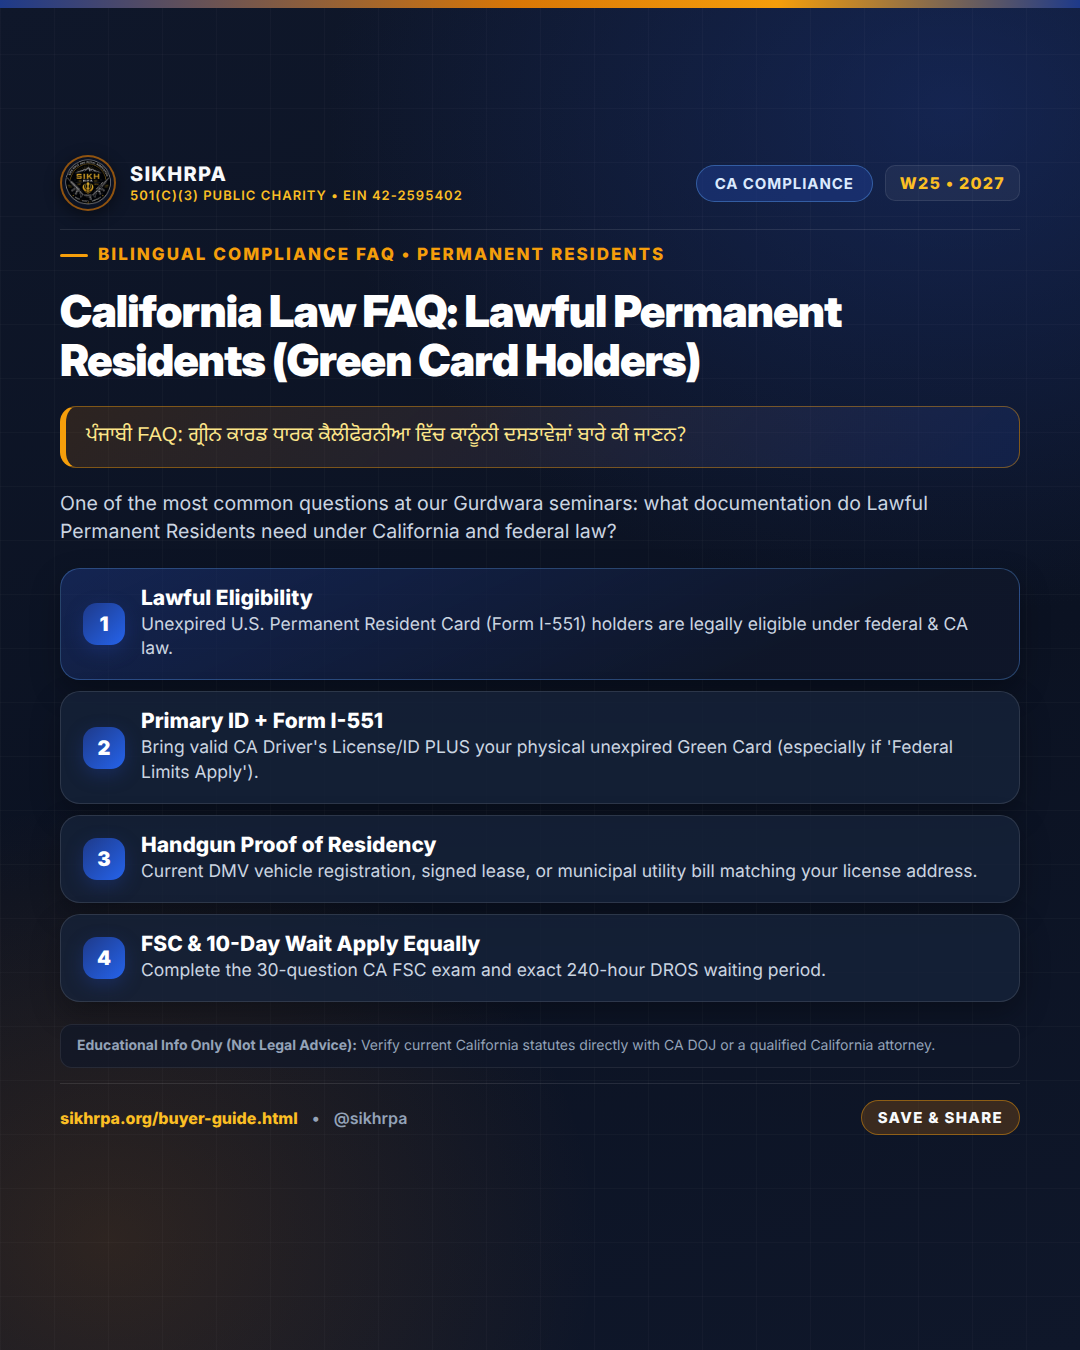 SIKH
SIKHRPA
501(C)(3) PUBLIC CHARITY • EIN 42-2595402
CA COMPLIANCE
W25 • 2027
BILINGUAL COMPLIANCE FAQ • PERMANENT RESIDENTS
California Law FAQ: Lawful Permanent
Residents (Green Card Holders)
ਪੰਜਾਬੀ FAQ: ਗ੍ਰੀਨ ਕਾਰਡ ਧਾਰਕ ਕੈਲੀਫੋਰਨੀਆ ਵਿੱਚ ਕਾਨੂੰਨੀ ਦਸਤਾਵੇਜ਼ਾਂ ਬਾਰੇ ਕੀ ਜਾਣਨ?
One of the most common questions at our Gurdwara seminars: what documentation do Lawful
Permanent Residents need under California and federal law?
1
Lawful Eligibility
Unexpired U.S. Permanent Resident Card (Form I-551) holders are legally eligible under federal & CA
law.
2
Primary ID + Form I-551
Bring valid CA Driver's License/ID PLUS your physical unexpired Green Card (especially if 'Federal
Limits Apply').
3
Handgun Proof of Residency
Current DMV vehicle registration, signed lease, or municipal utility bill matching your license address.
4
FSC & 10-Day Wait Apply Equally
Complete the 30-question CA FSC exam and exact 240-hour DROS waiting period.
Educational Info Only (Not Legal Advice): Verify current California statutes directly with CA DOJ or a qualified California attorney.
sikhrpa.org/buyer-guide.html • @sikhrpa
SAVE & SHARE